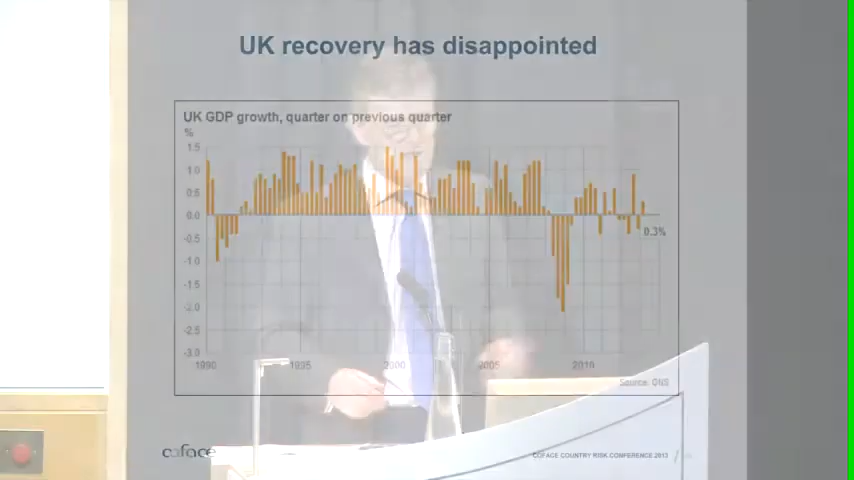 UK recovery has disappointed
UK GDP growth, quarter on previous quarter
%
1.5
1.0
0.5
0.0
-0.5
-1.0
-1.5
-2.0
-2.5
-3.0
0.3%
1990 1995 2000 2005 2010
Source: ONS
coface
COFACE COUNTRY RISK CONFERENCE 2013 /